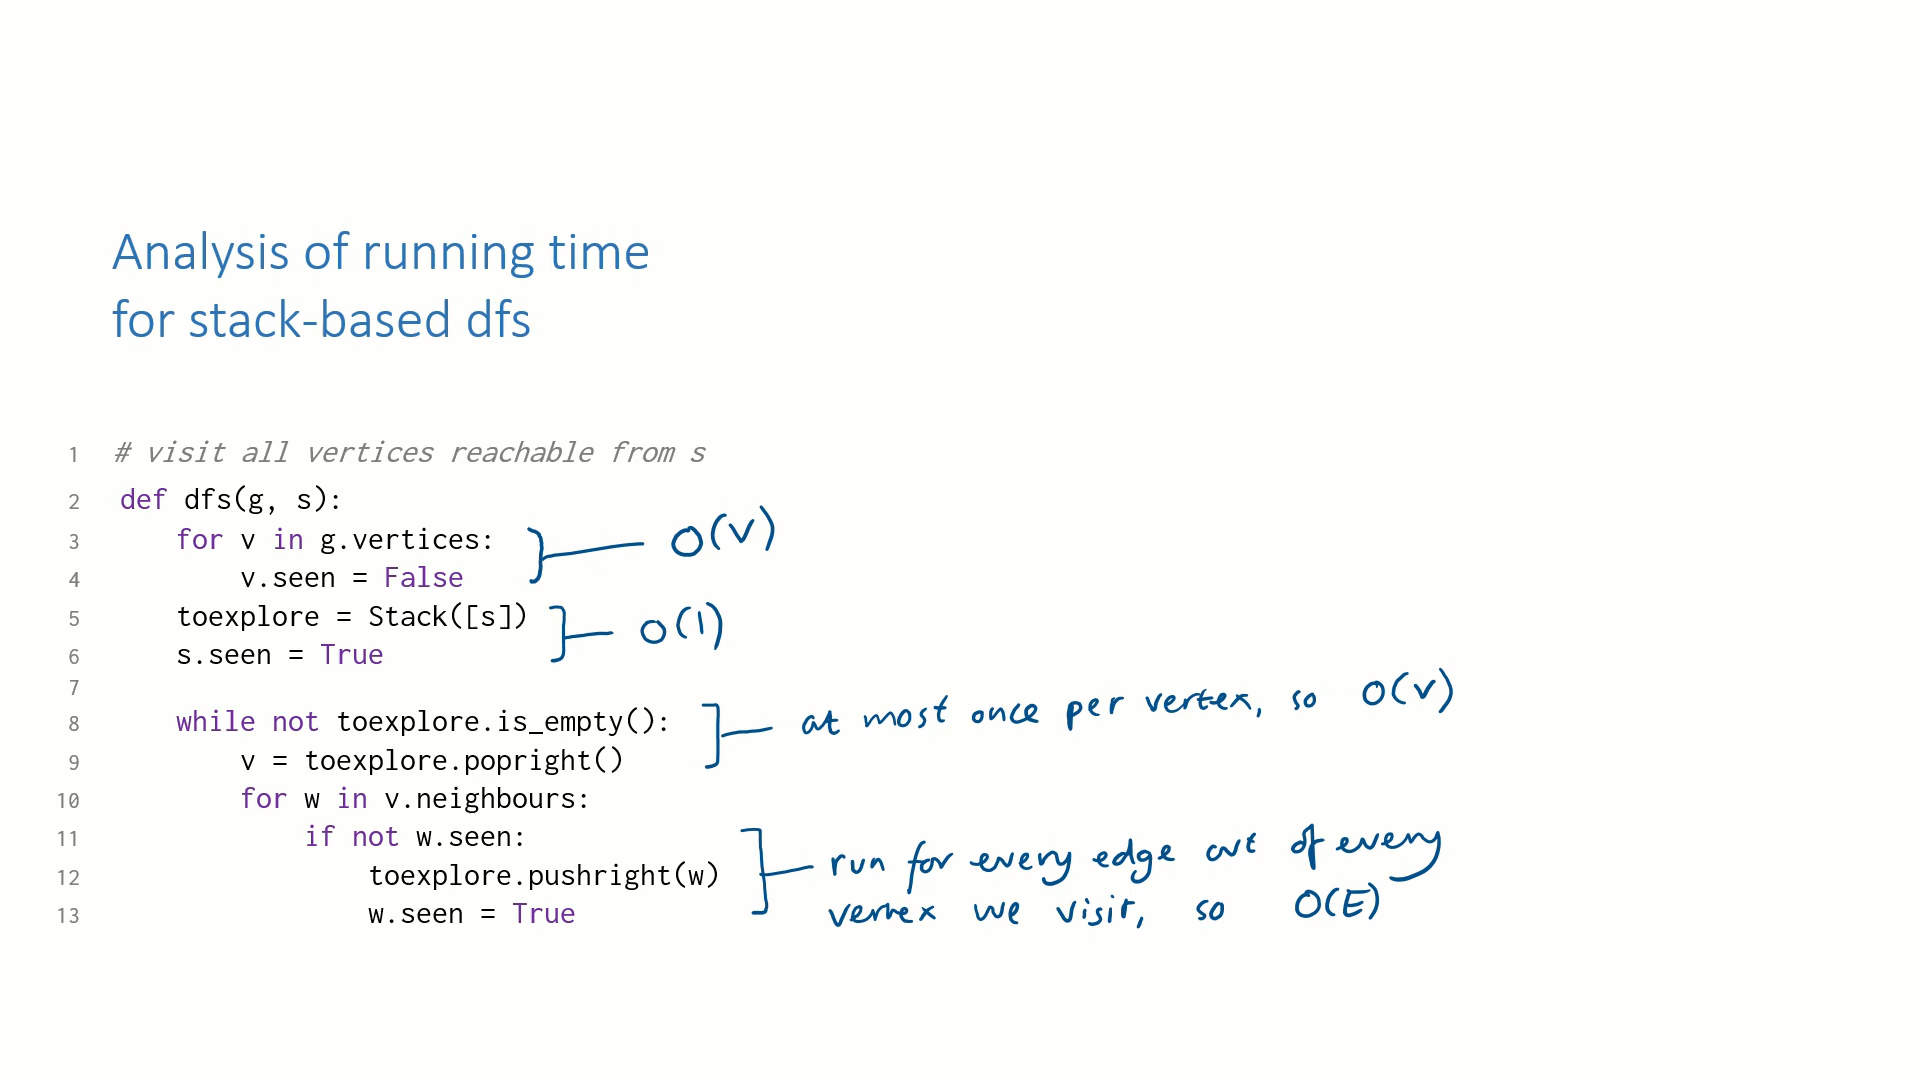 Analysis of running time
for stack-based dfs
1 # visit all vertices reachable from s
2 def dfs(g, s):
3 for v in g.vertices:
4 v.seen = False
O(V)
5 toexplore = Stack([s])
6 s.seen = True
O(1)
7
8 while not toexplore.is_empty():
9 v = toexplore.popright()
at most once per vertex, so O(V)
10 for w in v.neighbours:
11 if not w.seen:
12 toexplore.pushright(w)
13 w.seen = True
run for every edge out of every
vertex we visit, so O(E)